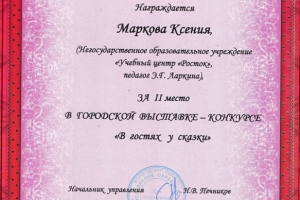 Награждается
Маркова Ксения,
(Негосударственное образовательное учреждение
«Учебный центр «Росток»,
педагог Э.Г. Ларкина),
ЗА II место
В ГОРОДСКОЙ ВЫСТАВКЕ – КОНКУРСЕ
«В гостях у сказки»
Начальник управления Н.В. Печников